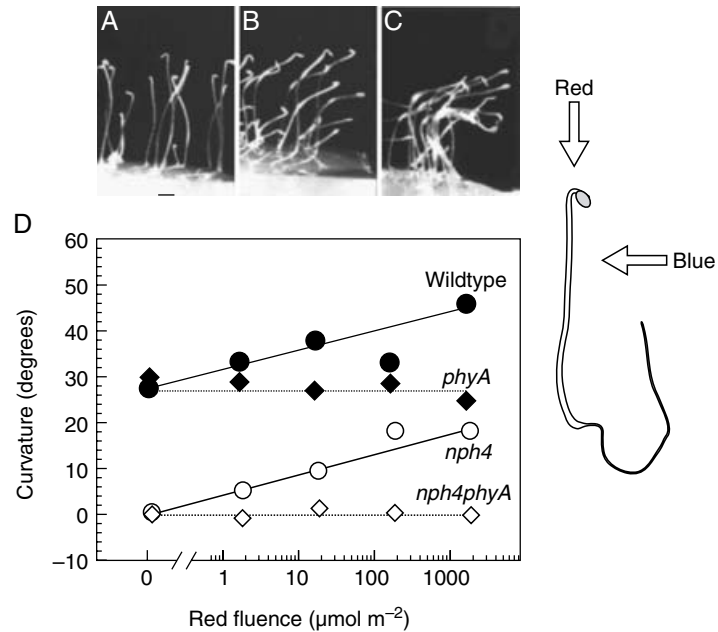 A B C
Red
Blue
D
60
50
40
30
20
10
0
–10
Curvature (degrees)
Wildtype
phyA
nph4
nph4phyA
0 1 10 100 1000
Red fluence (µmol m–2)